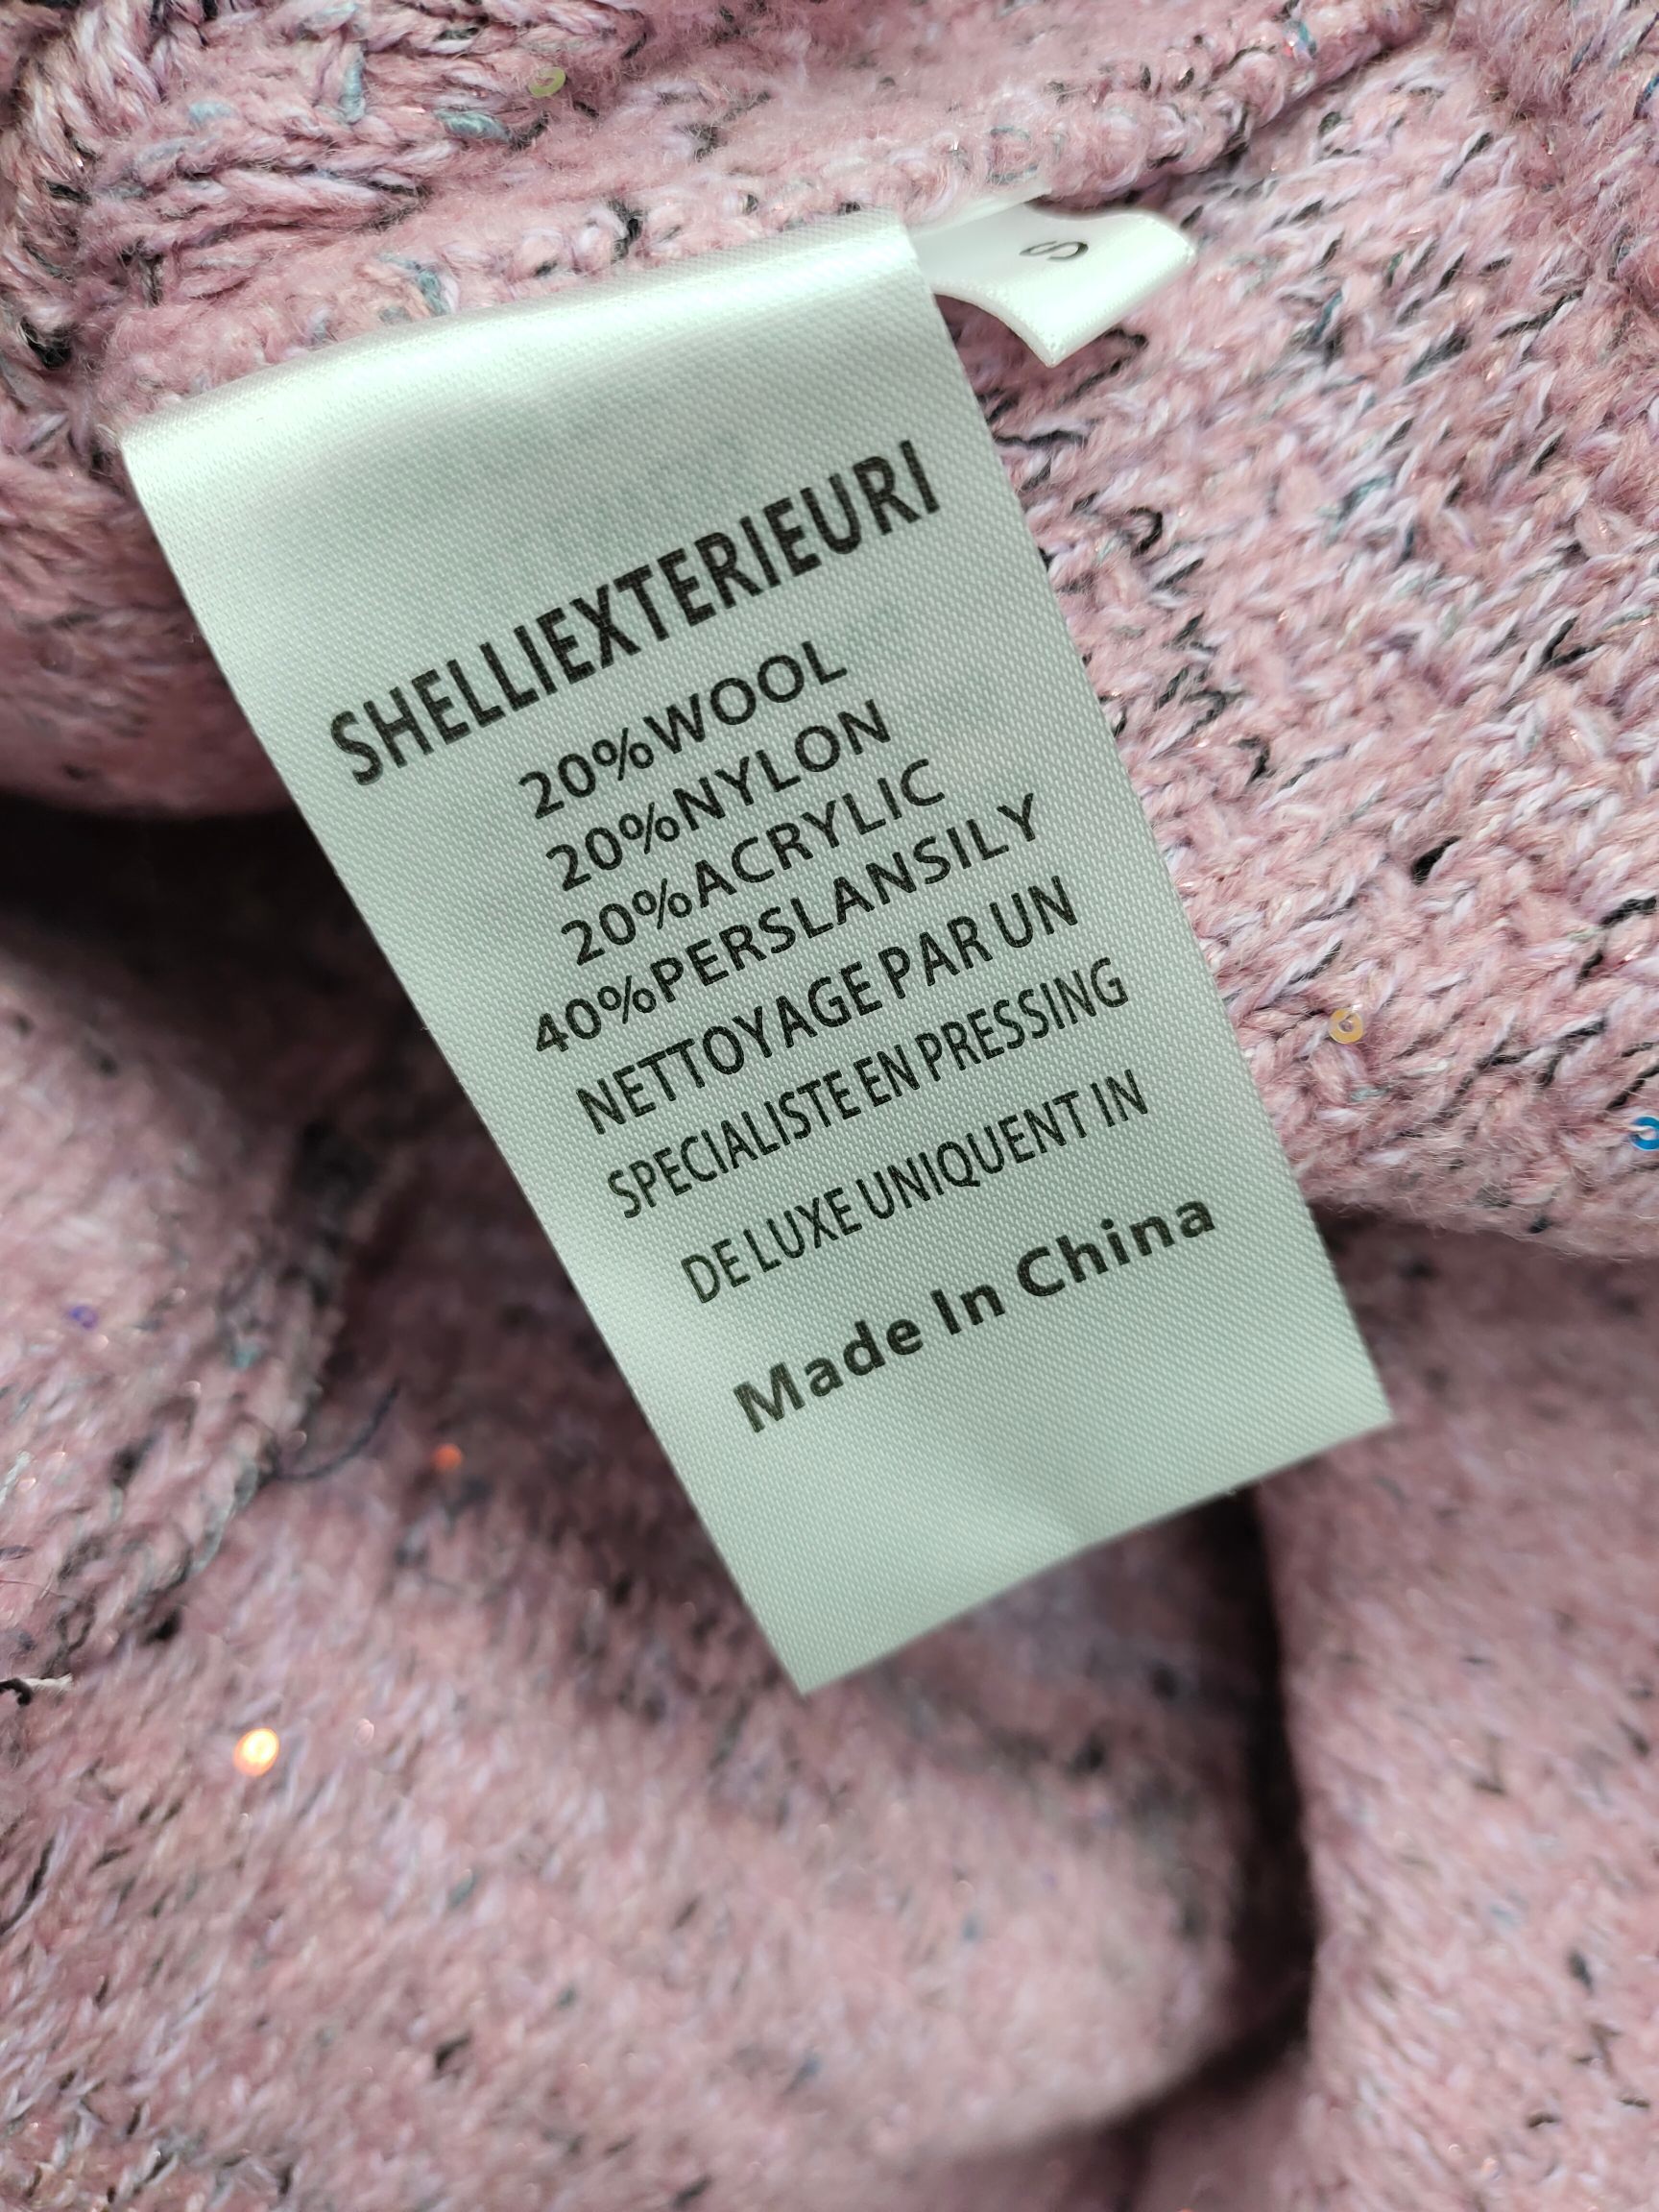 S
SHELLIEXTERIEURI
20%WOOL
20%NYLON
20%ACRYLIC
40%PERSLANSILY
NETTOYAGE PAR UN
SPECIALISTE EN PRESSING
DE LUXE UNIQUENT IN
Made In China